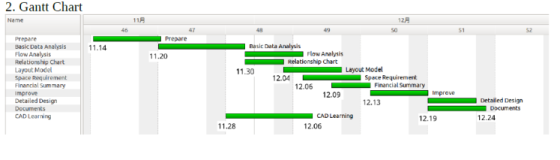 2. Gantt Chart
Name 11月 12月
46 47 48 49 50 51 52
Prepare Prepare
11.14
Basic Data Analysis Basic Data Analysis
11.20
Flow Analysis Flow Analysis
Relationship Chart Relationship Chart
11.30
Layout Model Layout Model
12.04
Space Requirement Space Requirement
12.06
Financial Summary Financial Summary
12.09
Improve Improve
12.13
Detailed Design Detailed Design
Documents Documents
12.19 12.24
CAD Learning CAD Learning
11.28 12.06